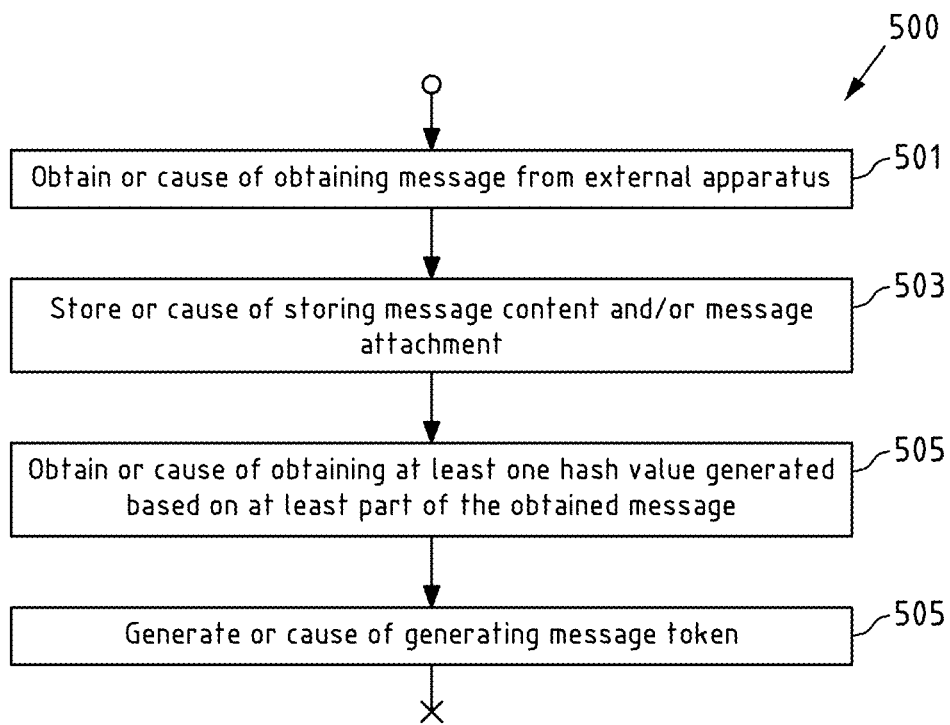 500
Obtain or cause of obtaining message from external apparatus
501
Store or cause of storing message content and/or message
attachment
503
Obtain or cause of obtaining at least one hash value generated
based on at least part of the obtained message
505
Generate or cause of generating message token
505